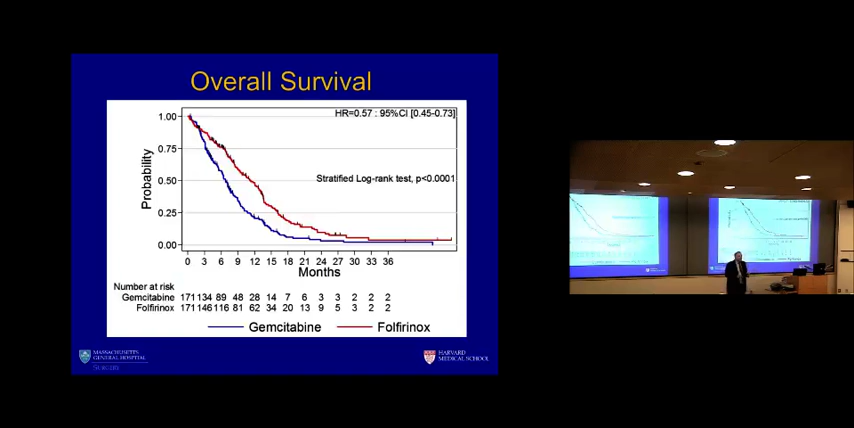 Overall Survival
HR=0.57 : 95%CI [0.45-0.73]
1.00
0.75
Stratified Log-rank test, p<0.0001
0.50
0.25
0.00
Probability
0 3 6 9 12 15 18 21 24 27 30 33 36
Months
Number at risk
Gemcitabine 171 134 89 48 28 14 7 6 3 3 2 2 2
Folfirinox 171 146 116 81 62 34 20 13 9 5 3 2 2
Gemcitabine Folfirinox
MASSACHUSETTS
GENERAL HOSPITAL
SURGERY
HARVARD
MEDICAL SCHOOL